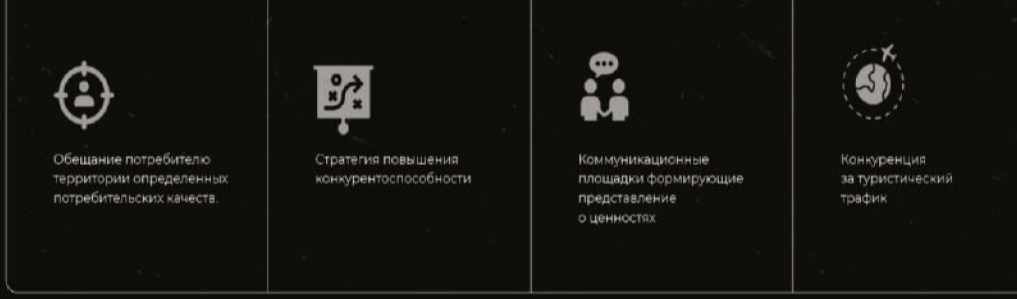 Обещание потребителю
территории определенных
потребительских качеств.
Стратегия повышения
конкурентоспособности
Коммуникационные
площадки формирующие
представление
о ценностях
Конкуренция
за туристический
трафик